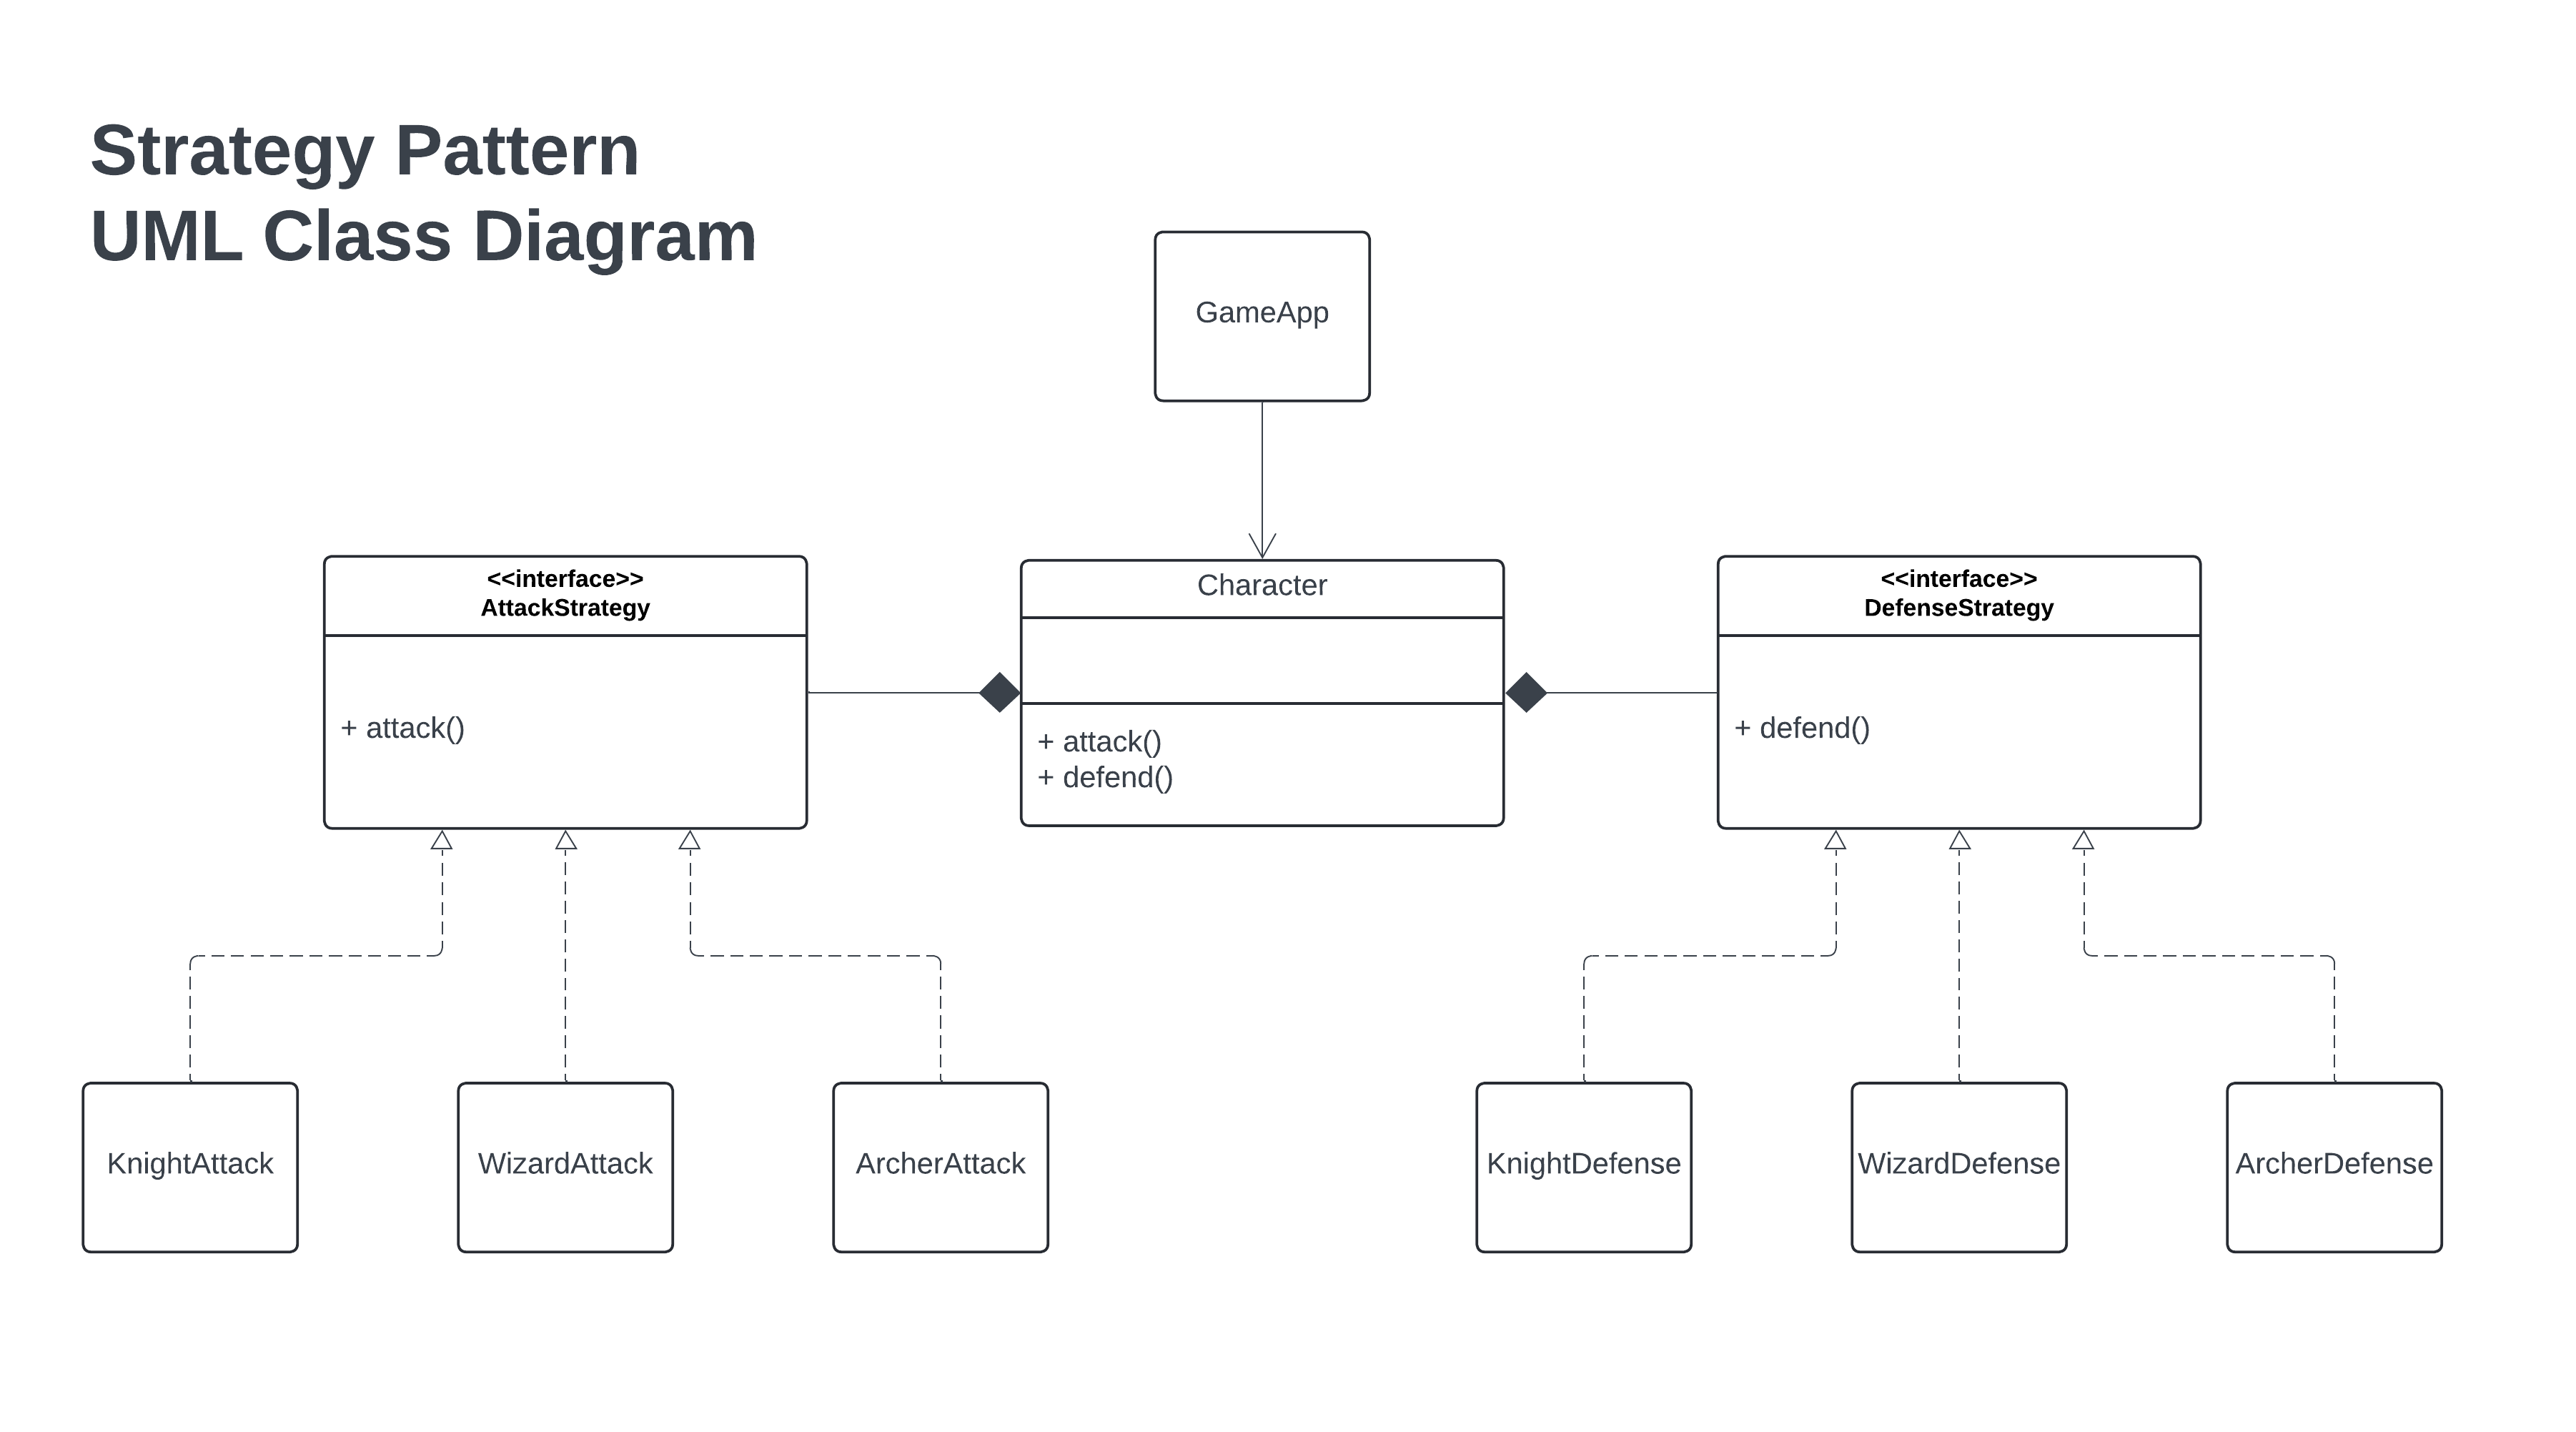 Strategy Pattern
UML Class Diagram
GameApp
<<interface>>
AttackStrategy
+ attack()
Character
+ attack()
+ defend()
<<interface>>
DefenseStrategy
+ defend()
KnightAttack
WizardAttack
ArcherAttack
KnightDefense
WizardDefense
ArcherDefense